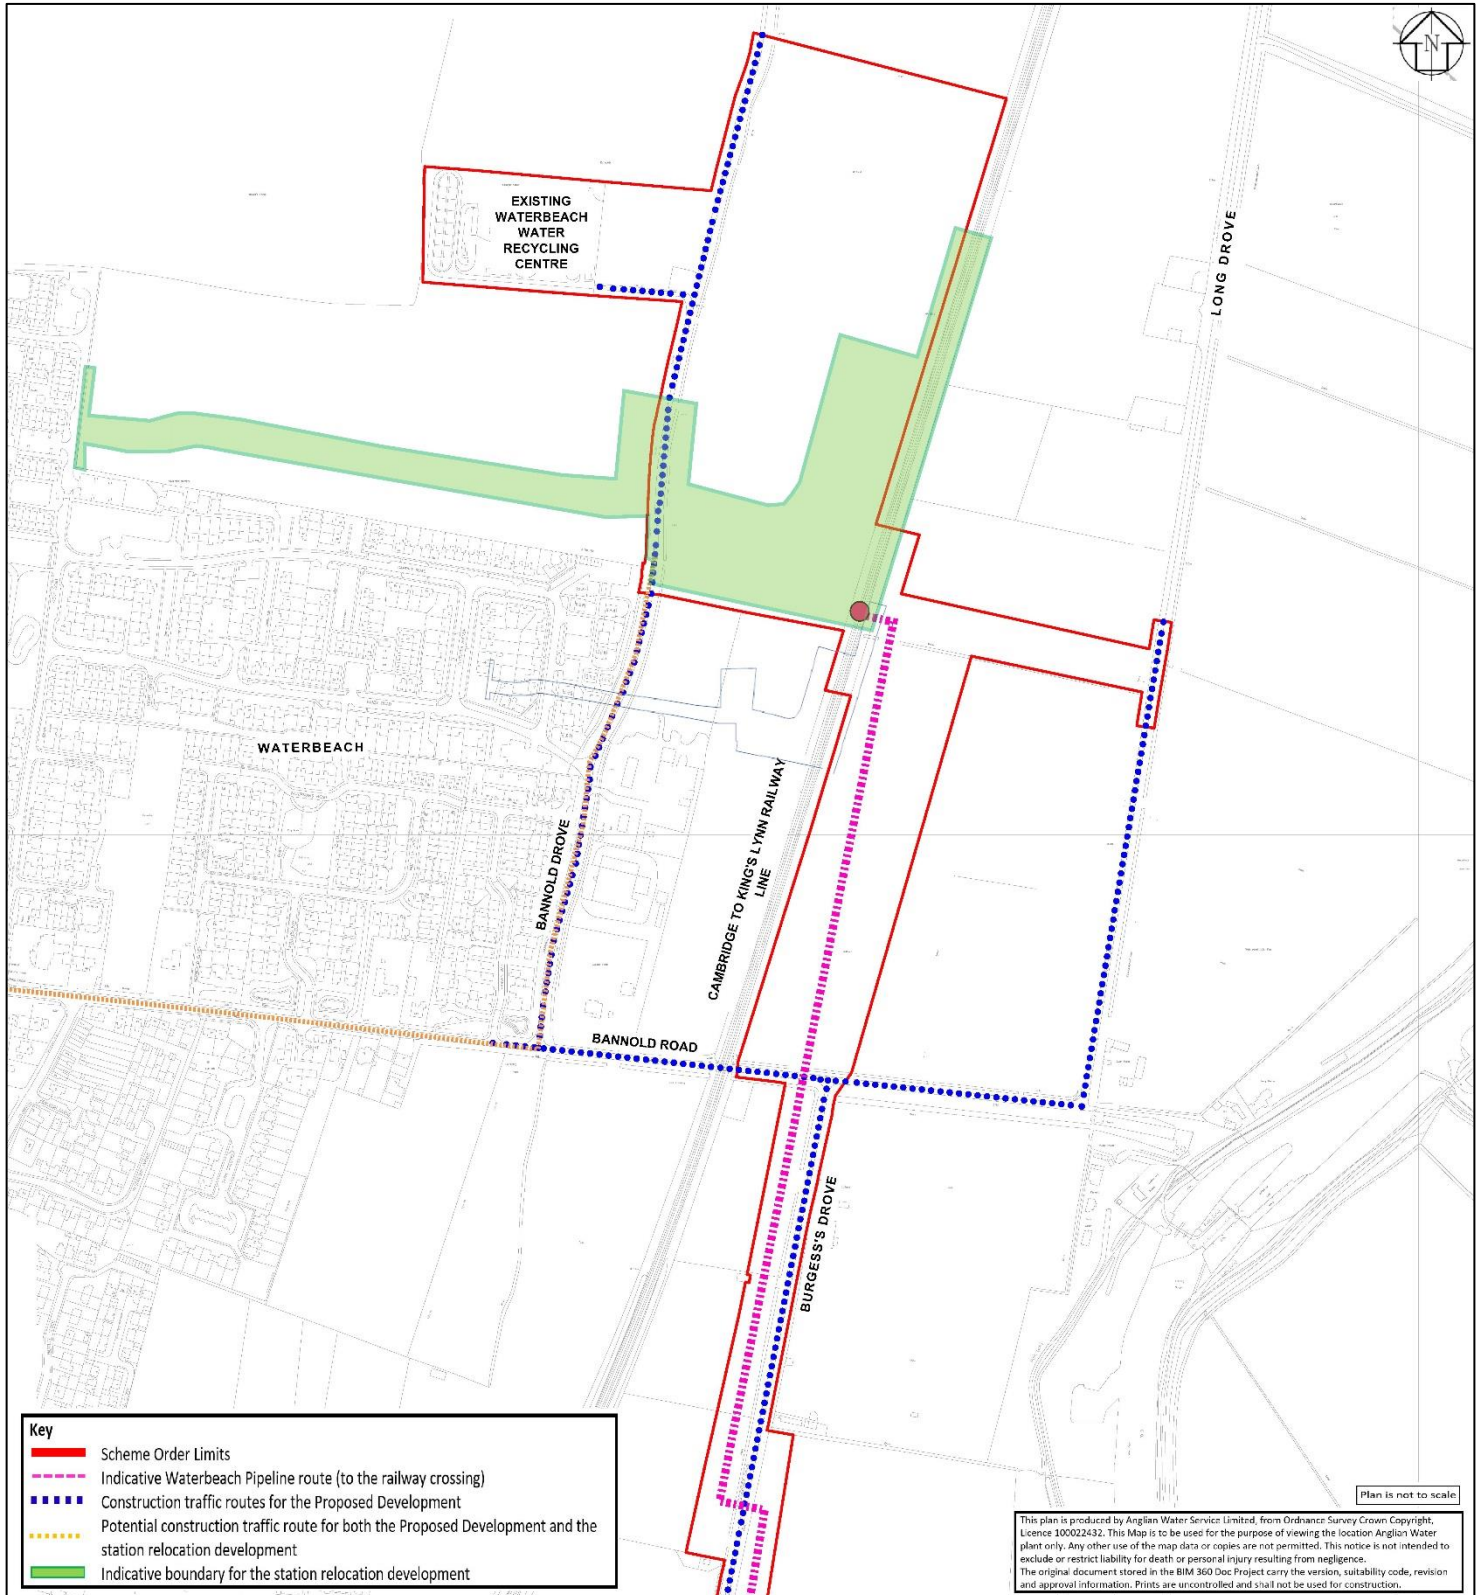 N
EXISTING
WATERBEACH
WATER
RECYCLING
CENTRE
LONG DROVE
WATERBEACH
BANNOLD DROVE
CAMBRIDGE TO KING'S LYNN RAILWAY
LINE
BANNOLD ROAD
BURGESS'S DROVE
Key
Scheme Order Limits
Indicative Waterbeach Pipeline route (to the railway crossing)
Construction traffic routes for the Proposed Development
Potential construction traffic route for both the Proposed Development and the
station relocation development
Indicative boundary for the station relocation development
Plan is not to scale
This plan is produced by Anglian Water Service Limited, from Ordnance Survey Crown Copyright,
Licence 100022432. This Map is to be used for the purpose of viewing the location Anglian Water
plant only. Any other use of the map data or copies are not permitted. This notice is not intended to
exclude or restrict liability for death or personal injury resulting from negligence.
The original document stored in the BIM 360 Doc Project carry the version, suitability code, revision
and approval information. Prints are uncontrolled and shall not be used for construction.